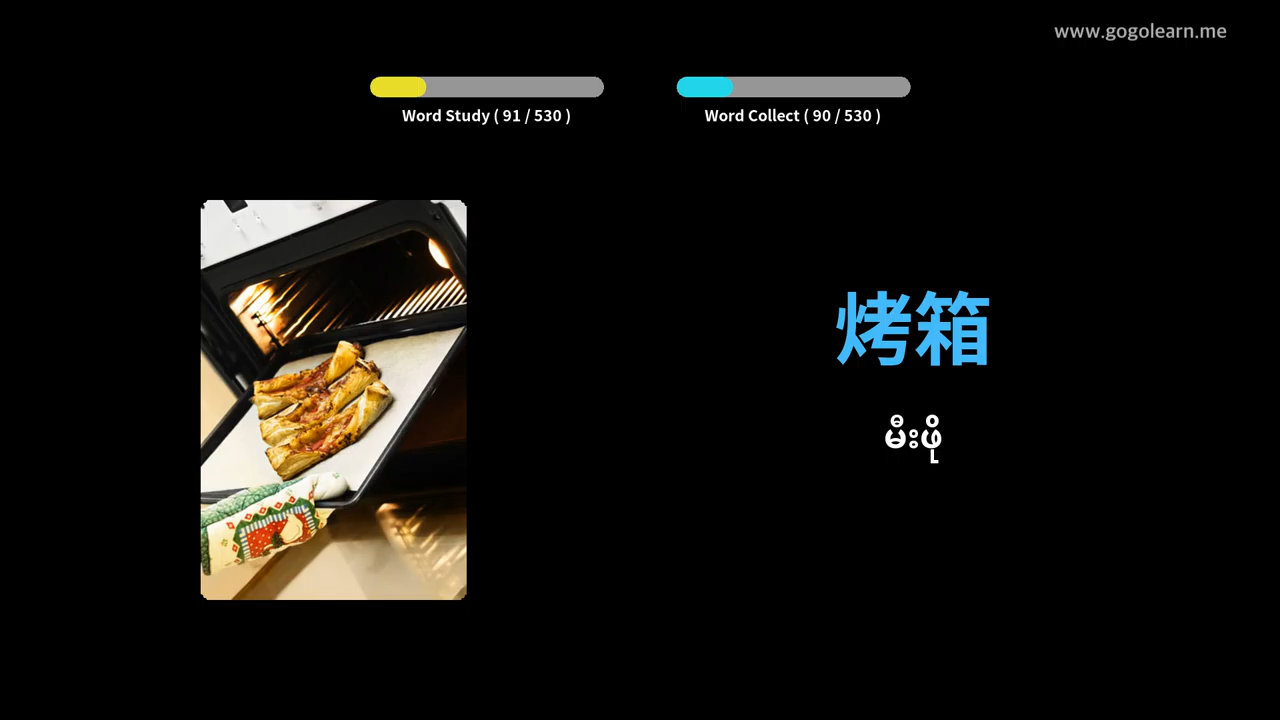 www.gogolearn.me
Word Study ( 91 / 530 )
Word Collect ( 90 / 530 )
烤箱
မီးဖို